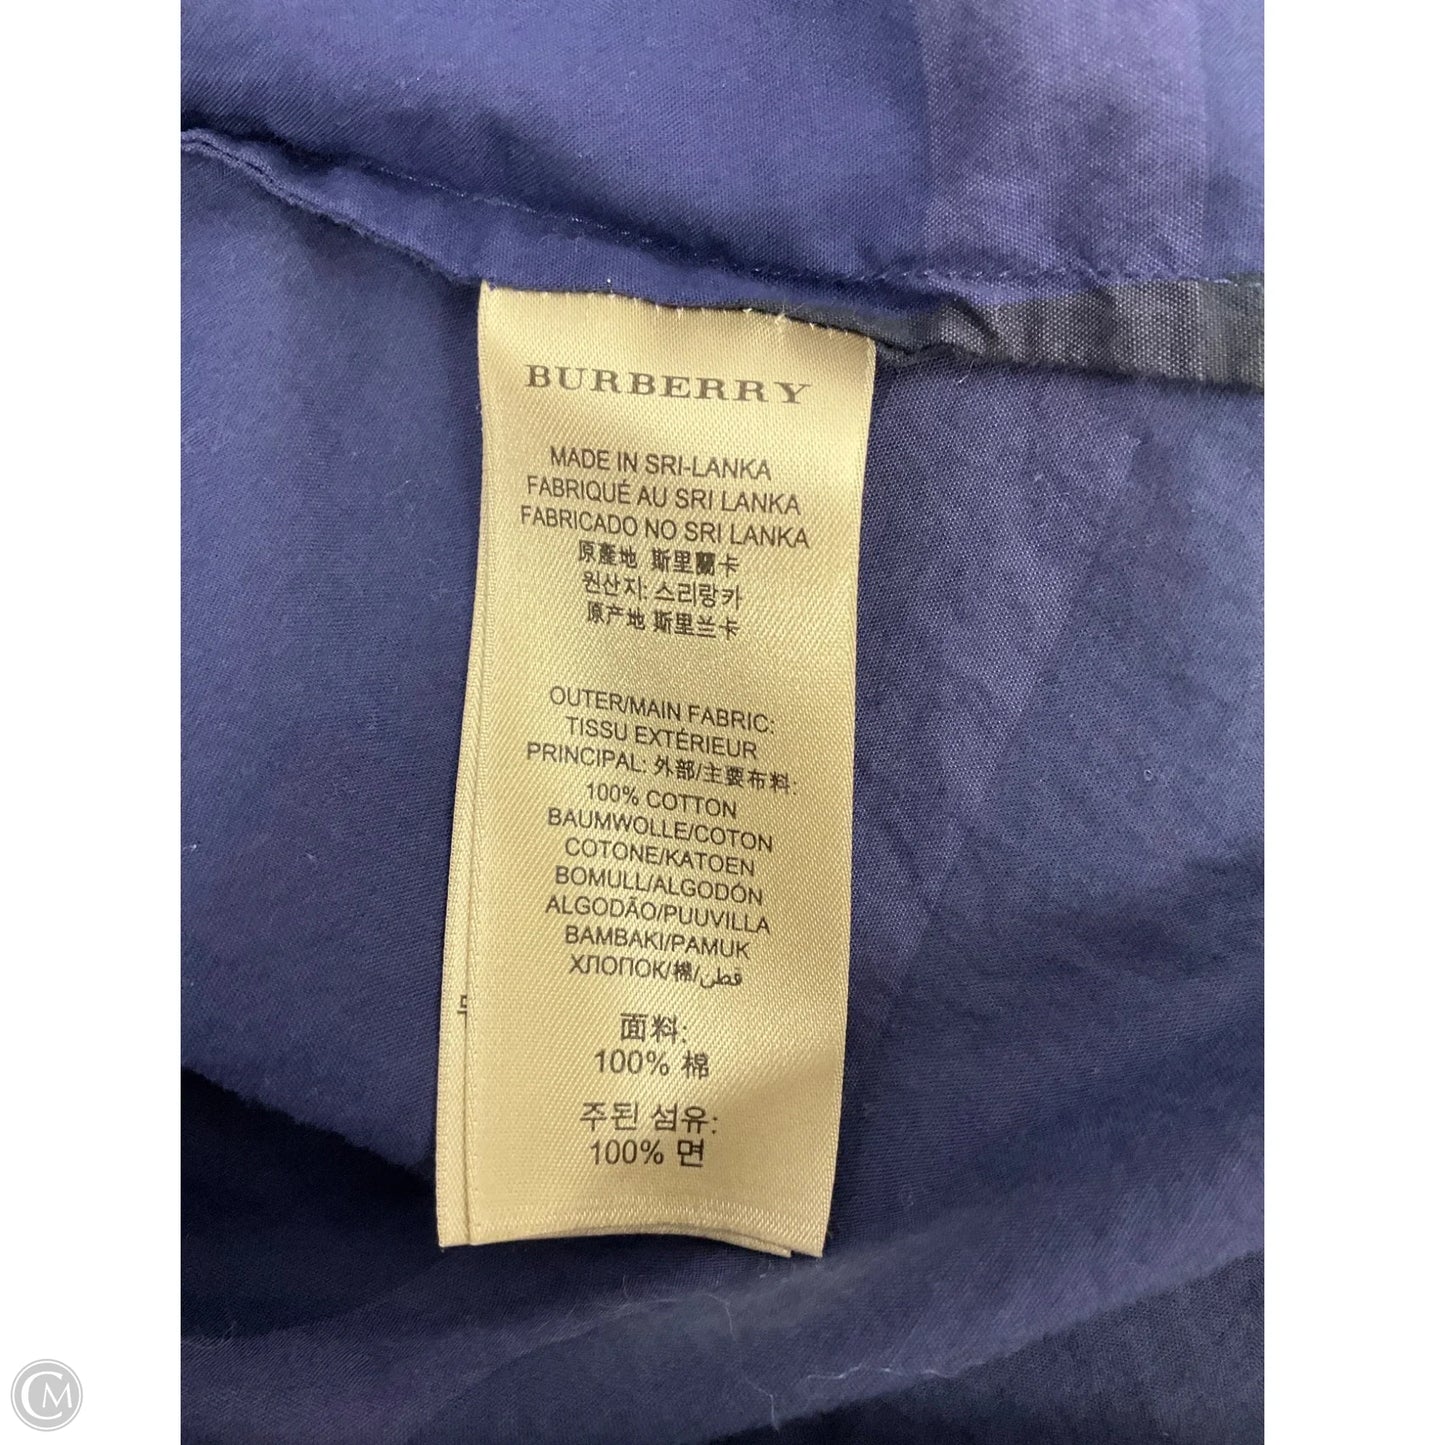 BURBERRY
MADE IN SRI-LANKA
FABRIQUÉ AU SRI LANKA
FABRICADO NO SRI LANKA
原產地 斯里蘭卡
원산지: 스리랑카
原产地 斯里兰卡
OUTER/MAIN FABRIC:
TISSU EXTÉRIEUR
PRINCIPAL: 外部/主要布料:
100% COTTON
BAUMWOLLE/COTON
COTONE/KATOEN
BOMULL/ALGODÓN
ALGODÃO/PUUVILLA
BAMBAKI/PAMUK
ХЛОПОК/棉/قطن
面料:
100% 棉
주된 섬유:
100% 면
CM